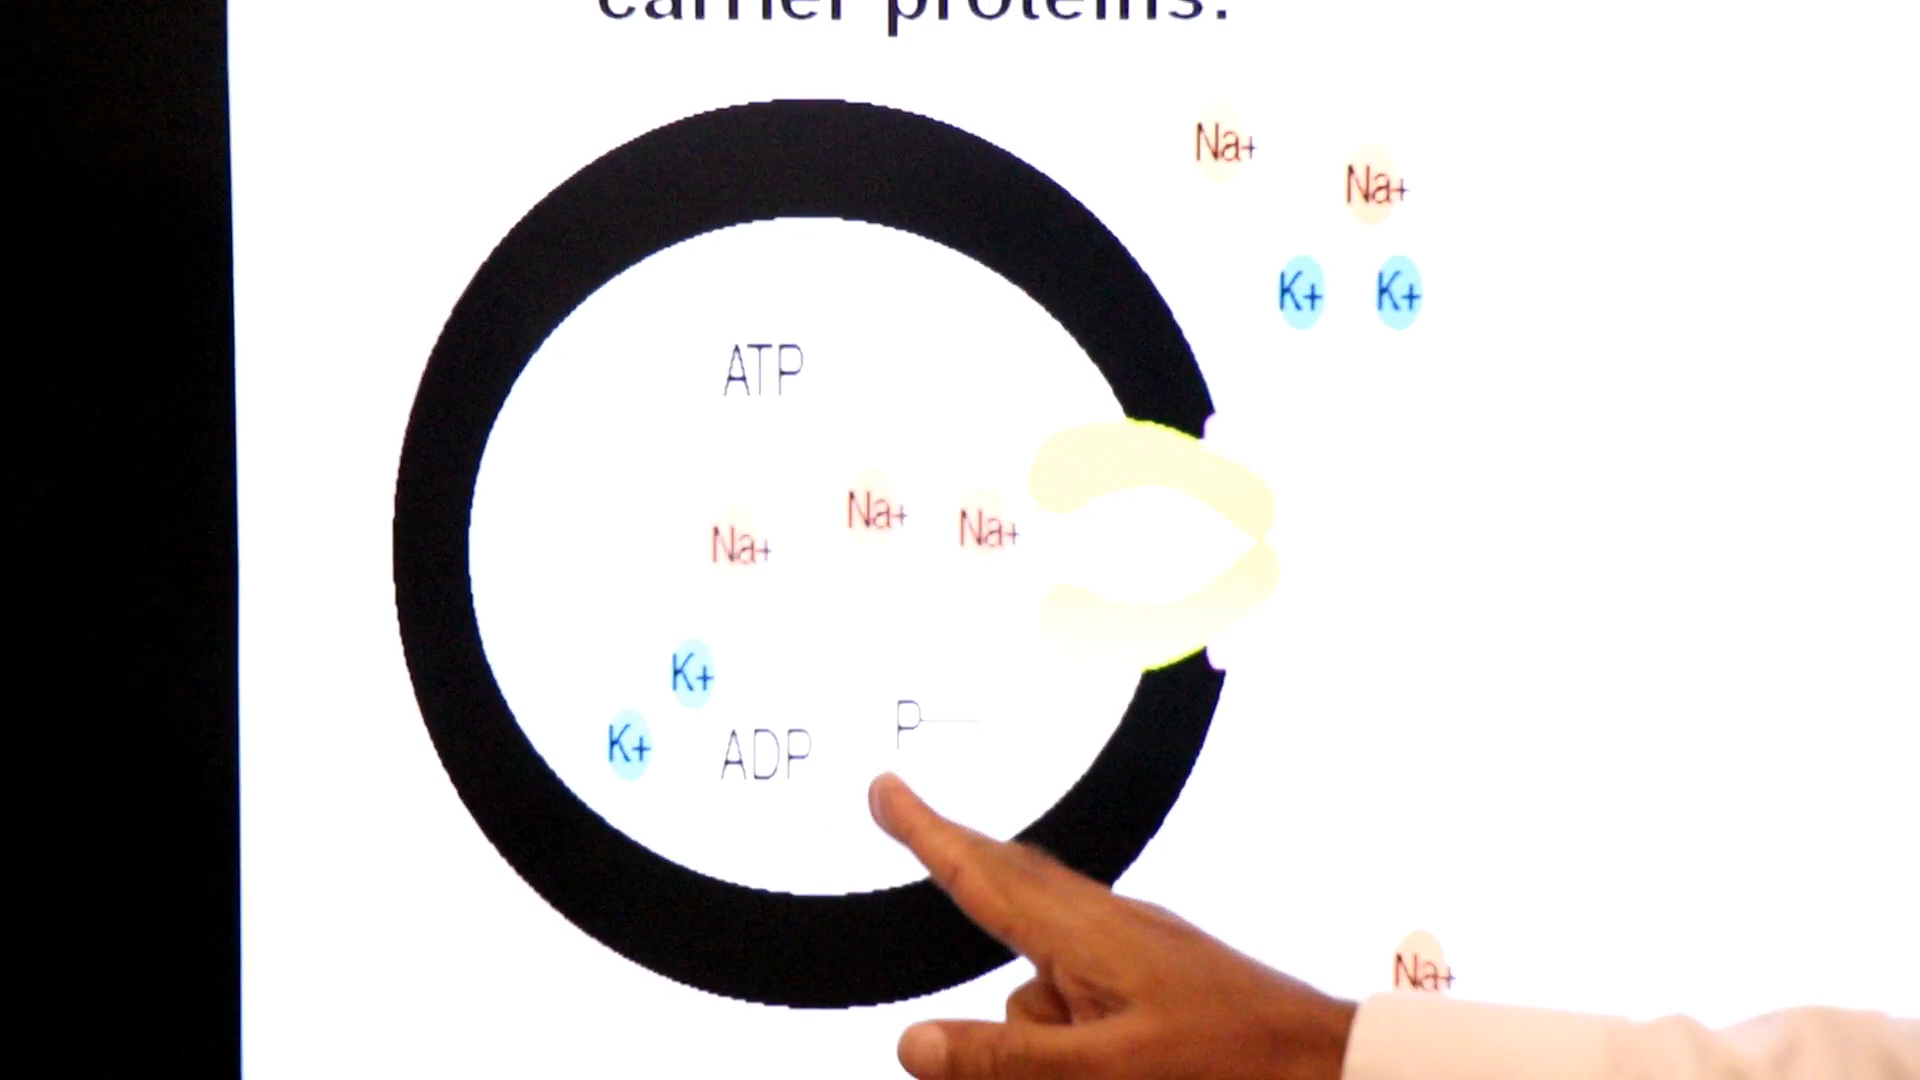 carrier proteins.
Na+
Na+
K+ K+
ATP
Na+ Na+ Na+
K+
P
K+ ADP
Na+